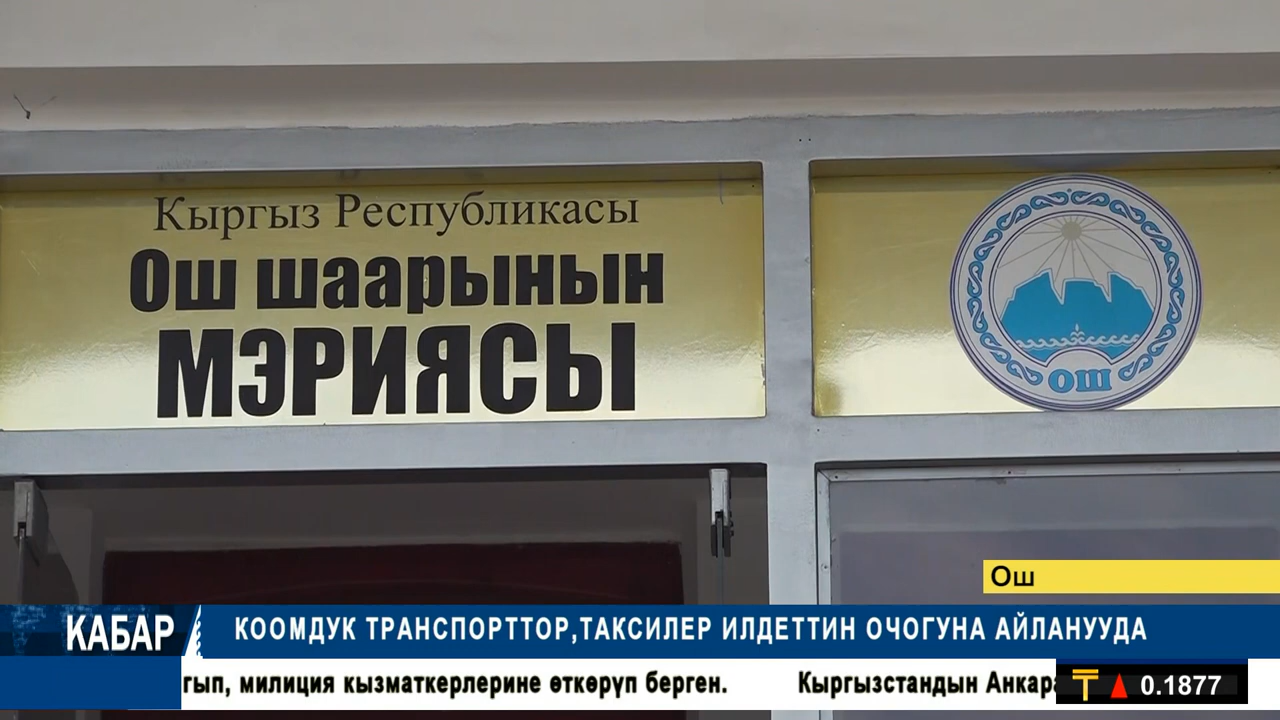 Кыргыз Республикасы
Ош шаарынын
МЭРИЯСЫ
ОШ
Ош
КАБАР
КООМДУК ТРАНСПОРТТОР,ТАКСИЛЕР ИЛДЕТТИН ОЧОГУНА АЙЛАНУУДА
гып, милиция кызматкерлерине өткөрүп берген. Кыргызстандын Анкара
₸ ▲ 0.1877